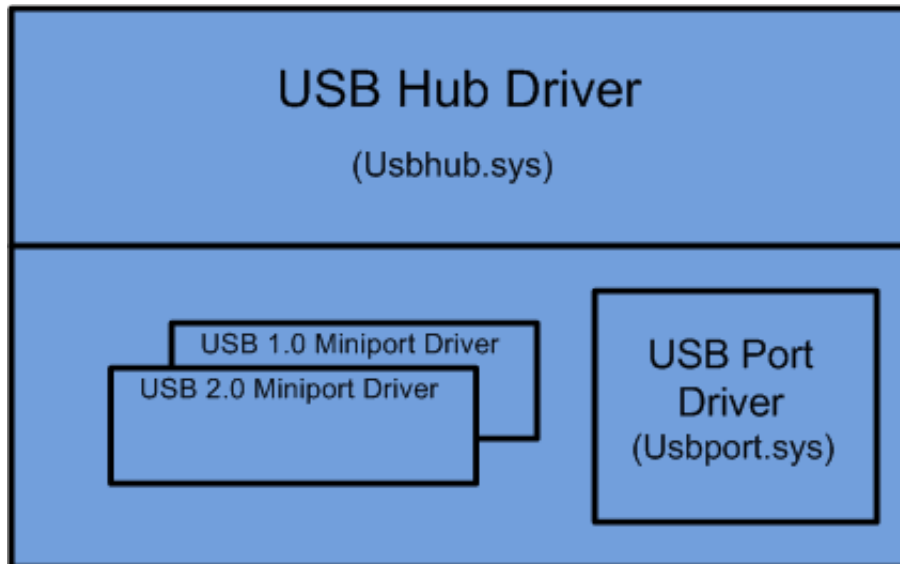 USB Hub Driver
(Usbhub.sys)
USB 1.0 Miniport Driver
USB 2.0 Miniport Driver
USB Port
Driver
(Usbport.sys)